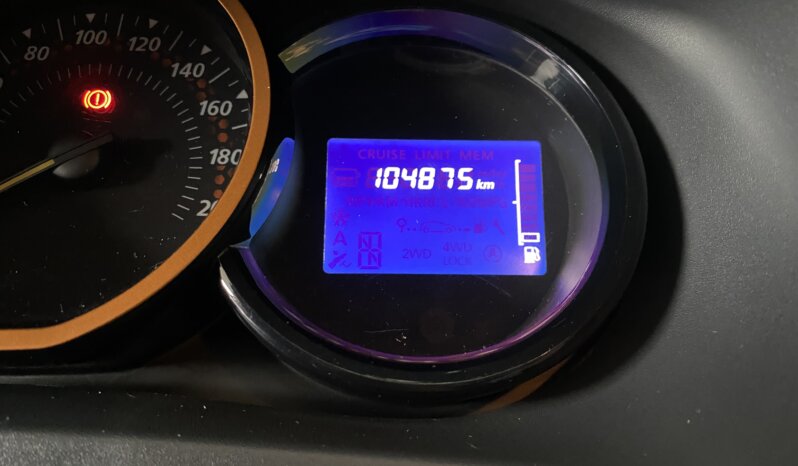 80 100 120 140 160 180
CRUISE LIMIT MEM
104875 km
A
2WD 4WD LOCK (A)